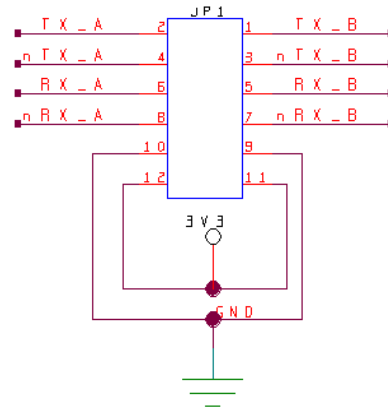 JP1
TX_A 2 1 TX_B
nTX_A 4 3 nTX_B
RX_A 6 5 RX_B
nRX_A 8 7 nRX_B
10 9
12 11
3V3
GND